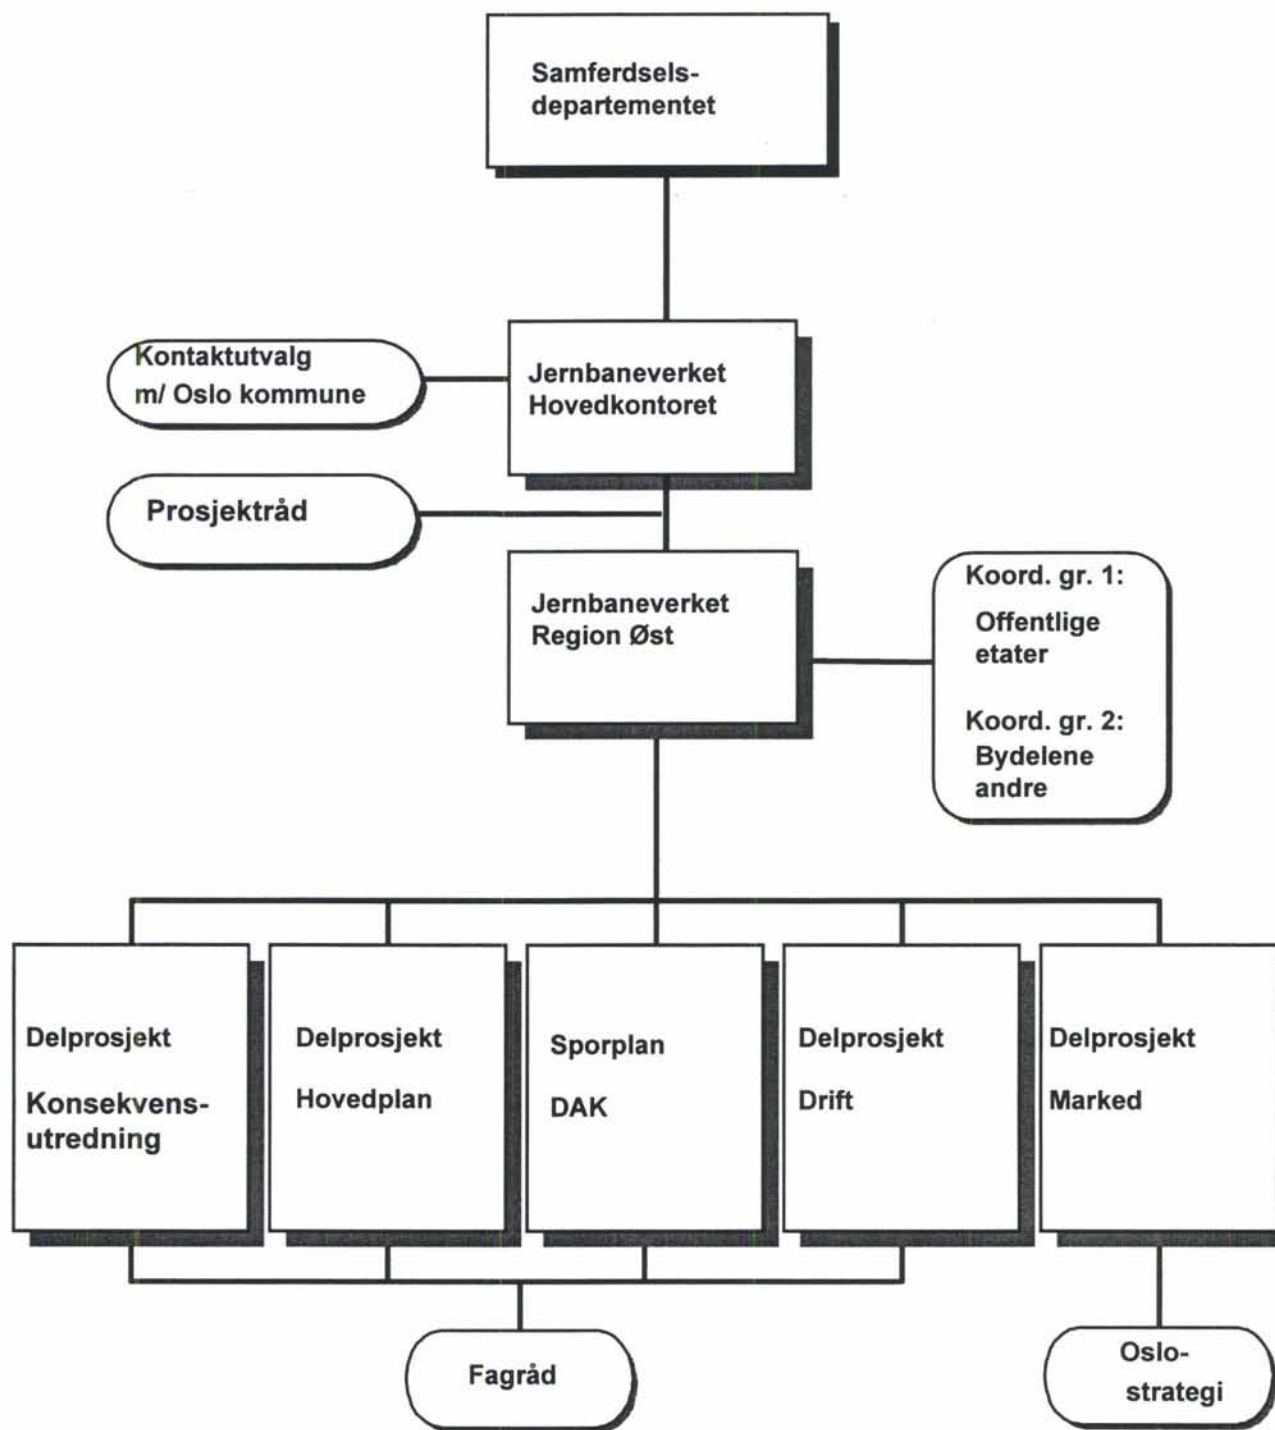 Samferdsels-
departementet
Kontaktutvalg
m/ Oslo kommune
Jernbaneverket
Hovedkontoret
Prosjektråd
Jernbaneverket
Region Øst
Koord. gr. 1:
Offentlige
etater
Koord. gr. 2:
Bydelene
andre
Delprosjekt
Konsekvens-
utredning
Delprosjekt
Hovedplan
Sporplan
DAK
Delprosjekt
Drift
Delprosjekt
Marked
Fagråd
Oslo-
strategi